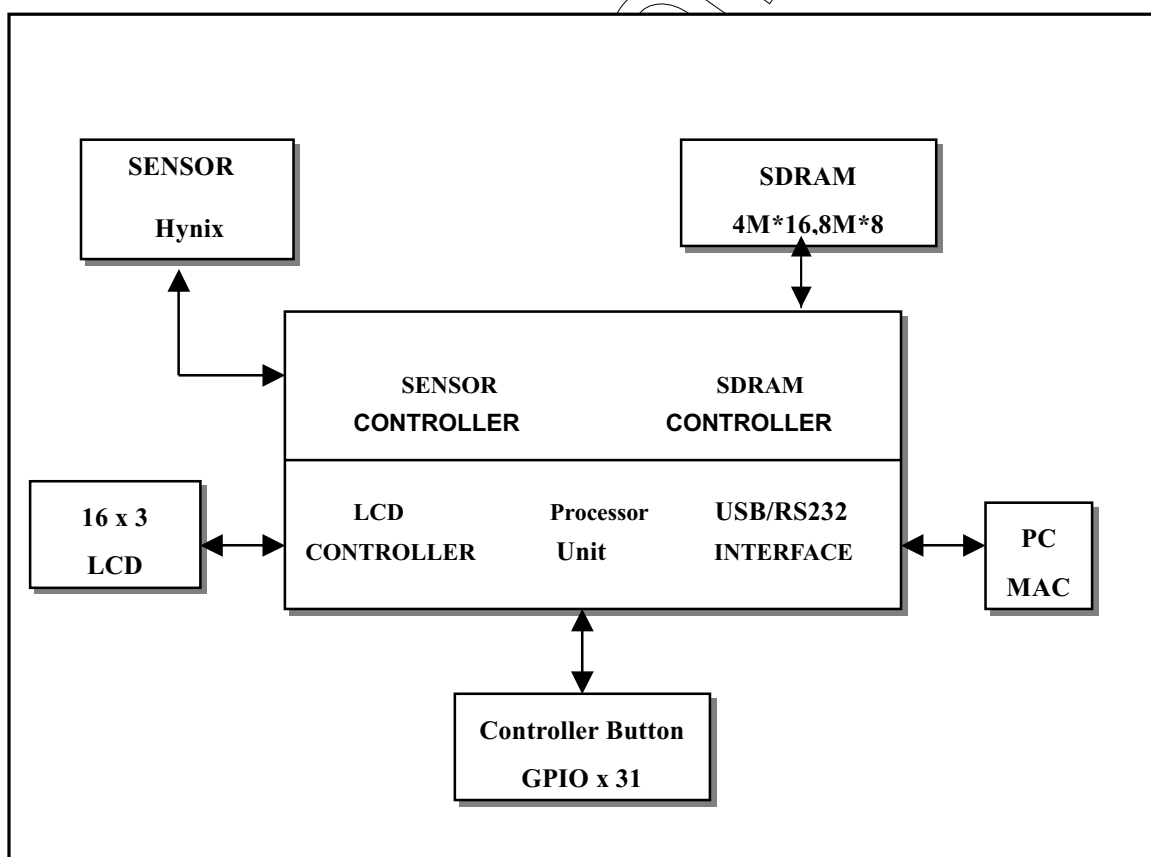 SENSOR
Hynix
SDRAM
4M*16,8M*8
SENSOR
CONTROLLER
SDRAM
CONTROLLER
16 x 3
LCD
LCD
CONTROLLER
Processor
Unit
USB/RS232
INTERFACE
PC
MAC
Controller Button
GPIO x 31